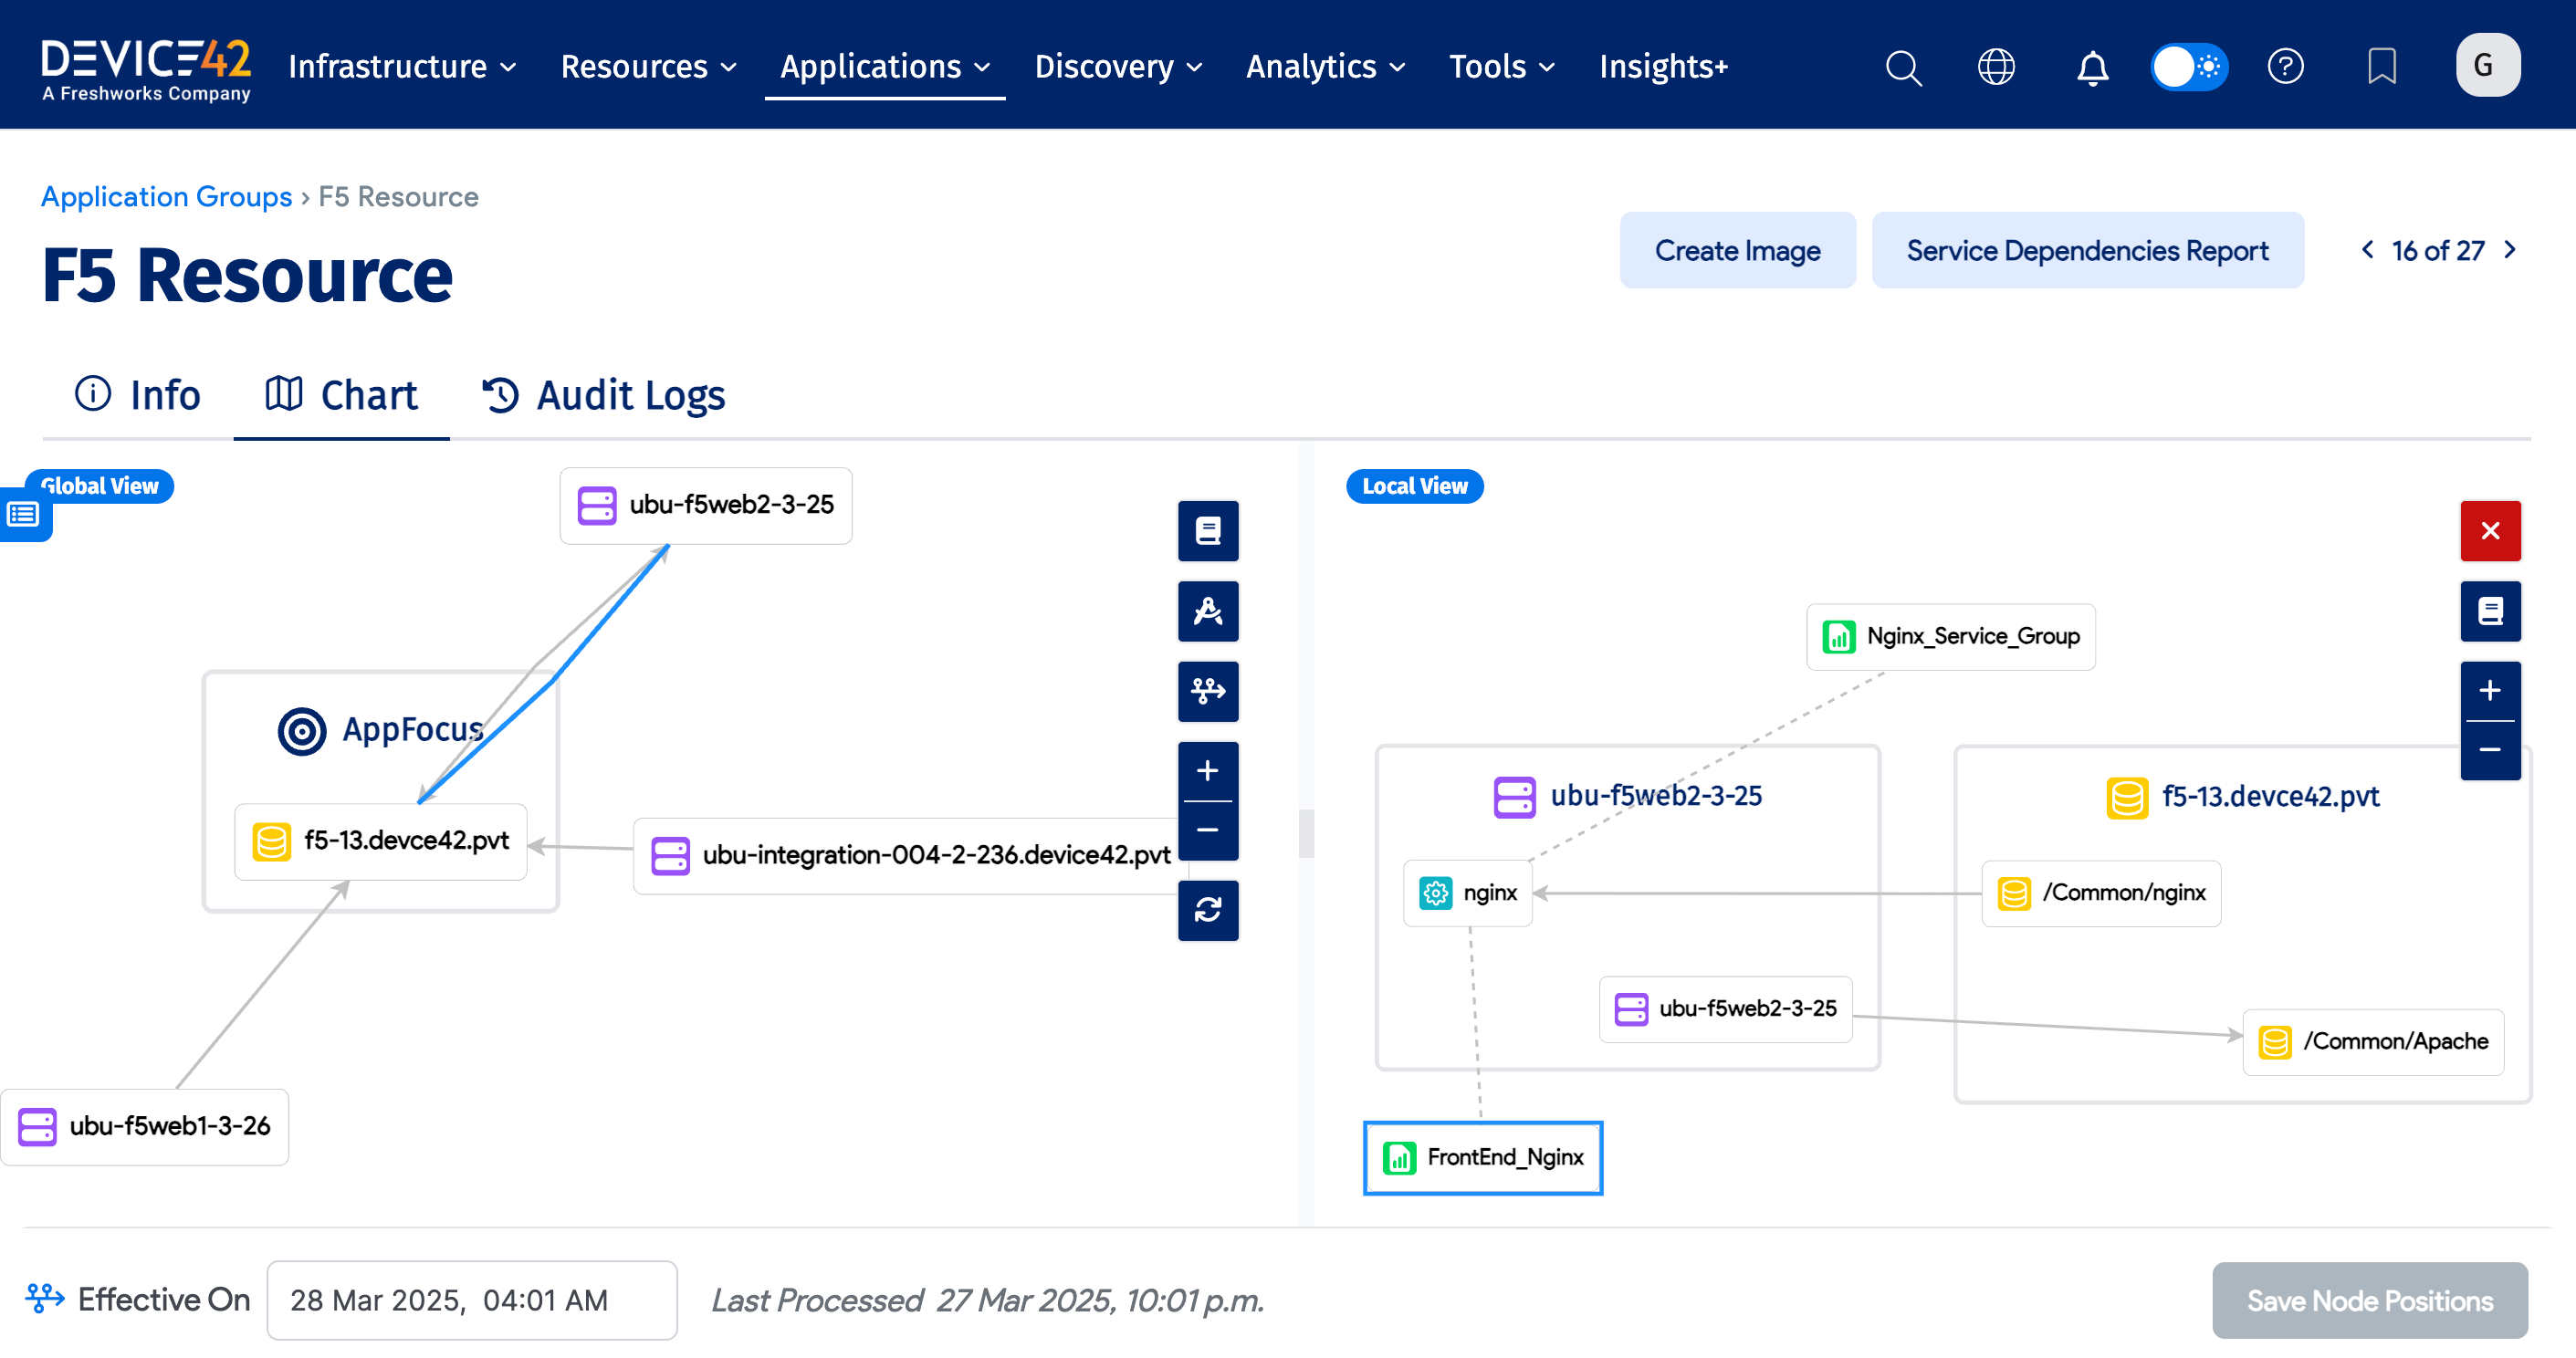 DEVICE42
A Freshworks Company
Infrastructure
Resources
Applications
Discovery
Analytics
Tools
Insights+
G
Application Groups › F5 Resource
F5 Resource
Create Image
Service Dependencies Report
16 of 27
Info
Chart
Audit Logs
Global View
ubu-f5web2-3-25
AppFocus
f5-13.devce42.pvt
ubu-integration-004-2-236.device42.pvt
ubu-f5web1-3-26
Local View
Nginx_Service_Group
ubu-f5web2-3-25
f5-13.devce42.pvt
nginx
/Common/nginx
ubu-f5web2-3-25
/Common/Apache
FrontEnd_Nginx
Effective On
28 Mar 2025, 04:01 AM
Last Processed 27 Mar 2025, 10:01 p.m.
Save Node Positions